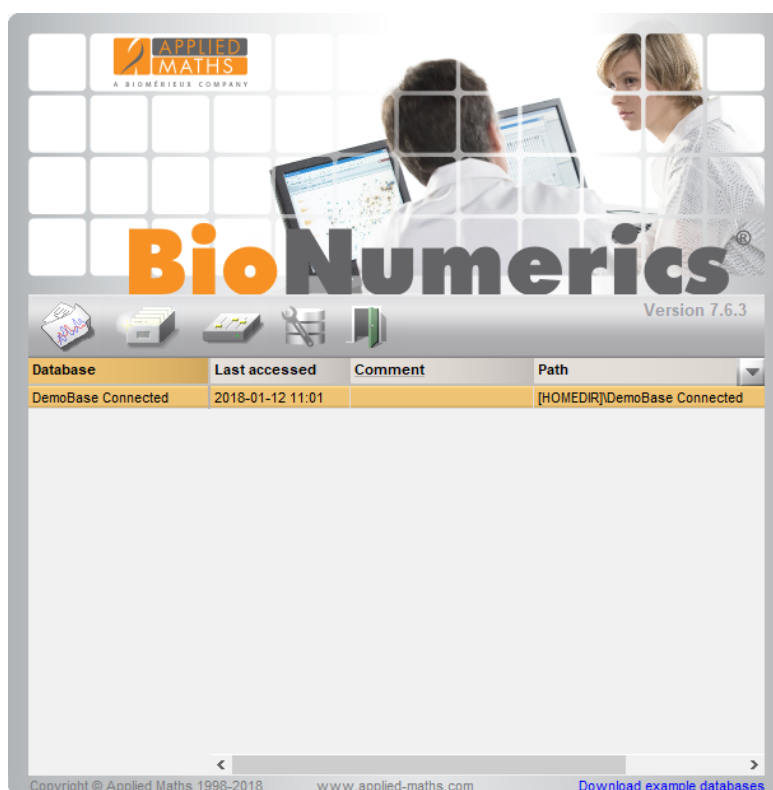 APPLIED
MATHS
A BIOMÉRIEUX COMPANY
BioNumerics®
Version 7.6.3
Database Last accessed Comment Path
DemoBase Connected 2018-01-12 11:01 [HOMEDIR]\DemoBase Connected
Copyright © Applied Maths 1998-2018 www.applied-maths.com Download example databases